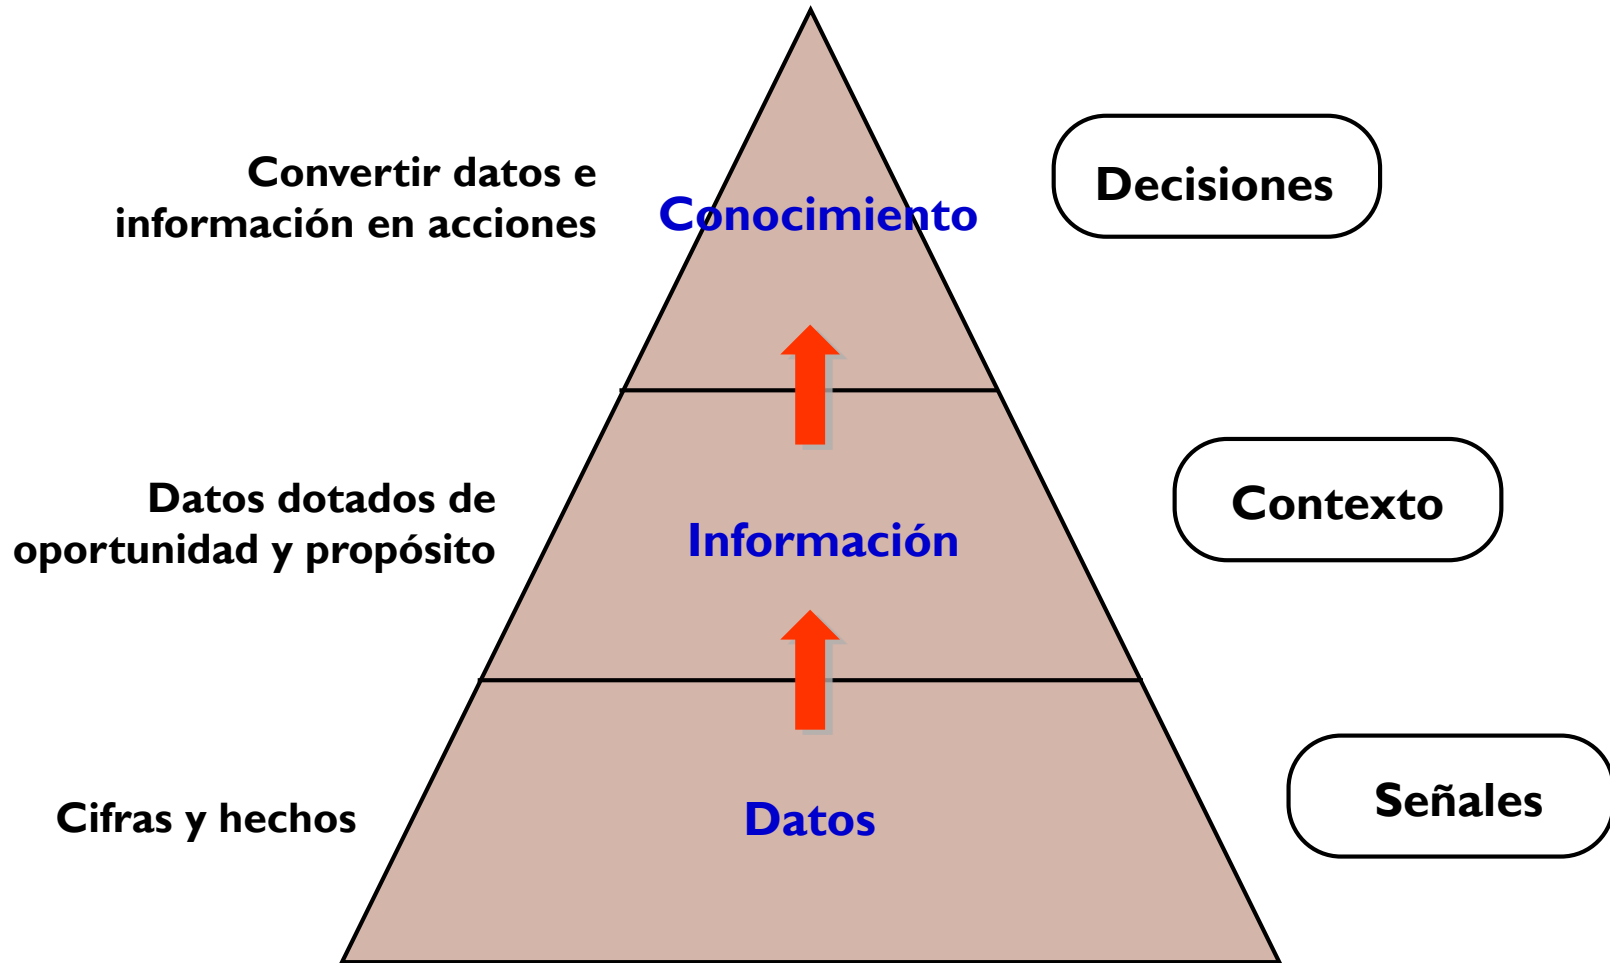 Convertir datos e
información en acciones
Conocimiento
Decisiones
Datos dotados de
oportunidad y propósito
Información
Contexto
Cifras y hechos
Datos
Señales